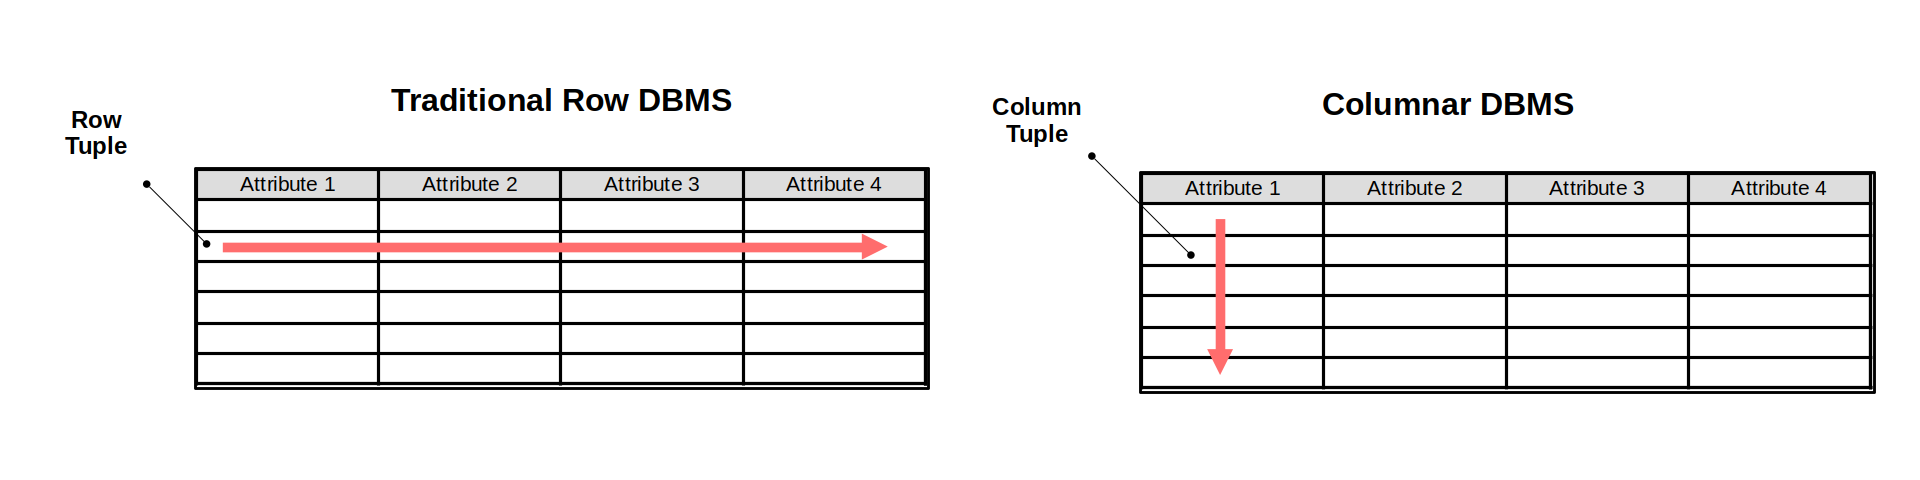 Traditional Row DBMS
Row
Tuple
Attribute 1 Attribute 2 Attribute 3 Attribute 4
Columnar DBMS
Column
Tuple
Attribute 1 Attribute 2 Attribute 3 Attribute 4